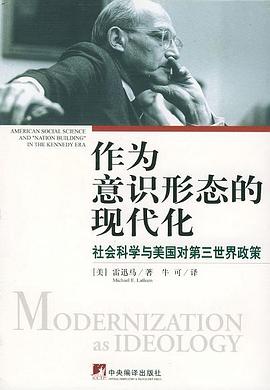 AMERICAN SOCIAL SCIENCE
AND "NATION BUILDING"
IN THE KENNEDY ERA
作为
意识形态的
现代化
社会科学与美国对第三世界政策
［美］雷迅马／著 牛可／译
Michael E. Latham
MODERNIZATION
as IDEOLOGY
中央编译出版社